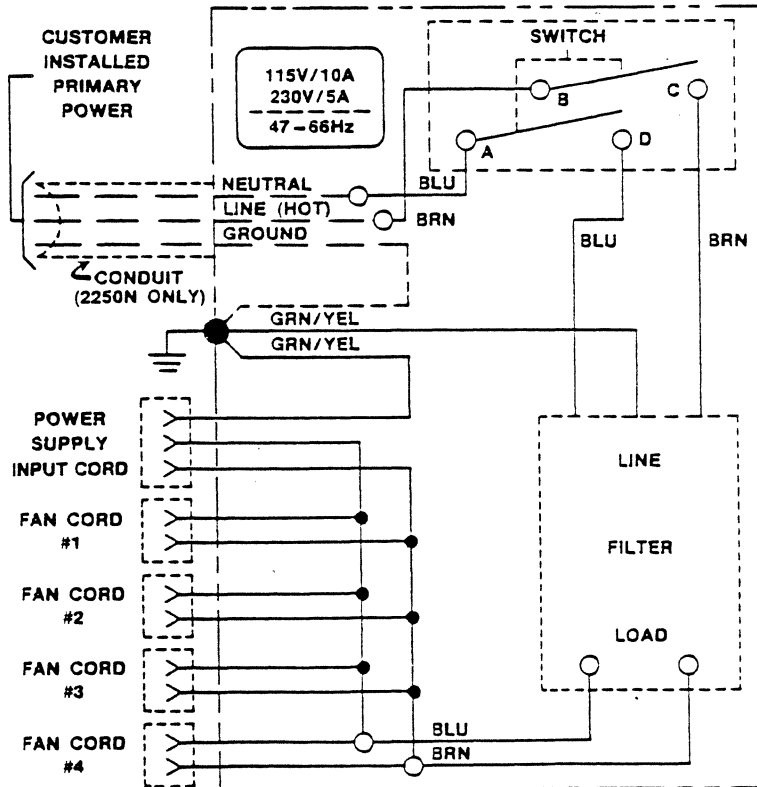 CUSTOMER
INSTALLED
PRIMARY
POWER
115V/10A
230V/5A
47-66Hz
SWITCH
B
C
A
D
NEUTRAL
BLU
LINE (HOT)
BRN
GROUND
BLU
BRN
CONDUIT
(2250N ONLY)
GRN/YEL
GRN/YEL
POWER
SUPPLY
INPUT CORD
LINE
FILTER
LOAD
FAN CORD
#1
FAN CORD
#2
FAN CORD
#3
FAN CORD
#4
BLU
BRN